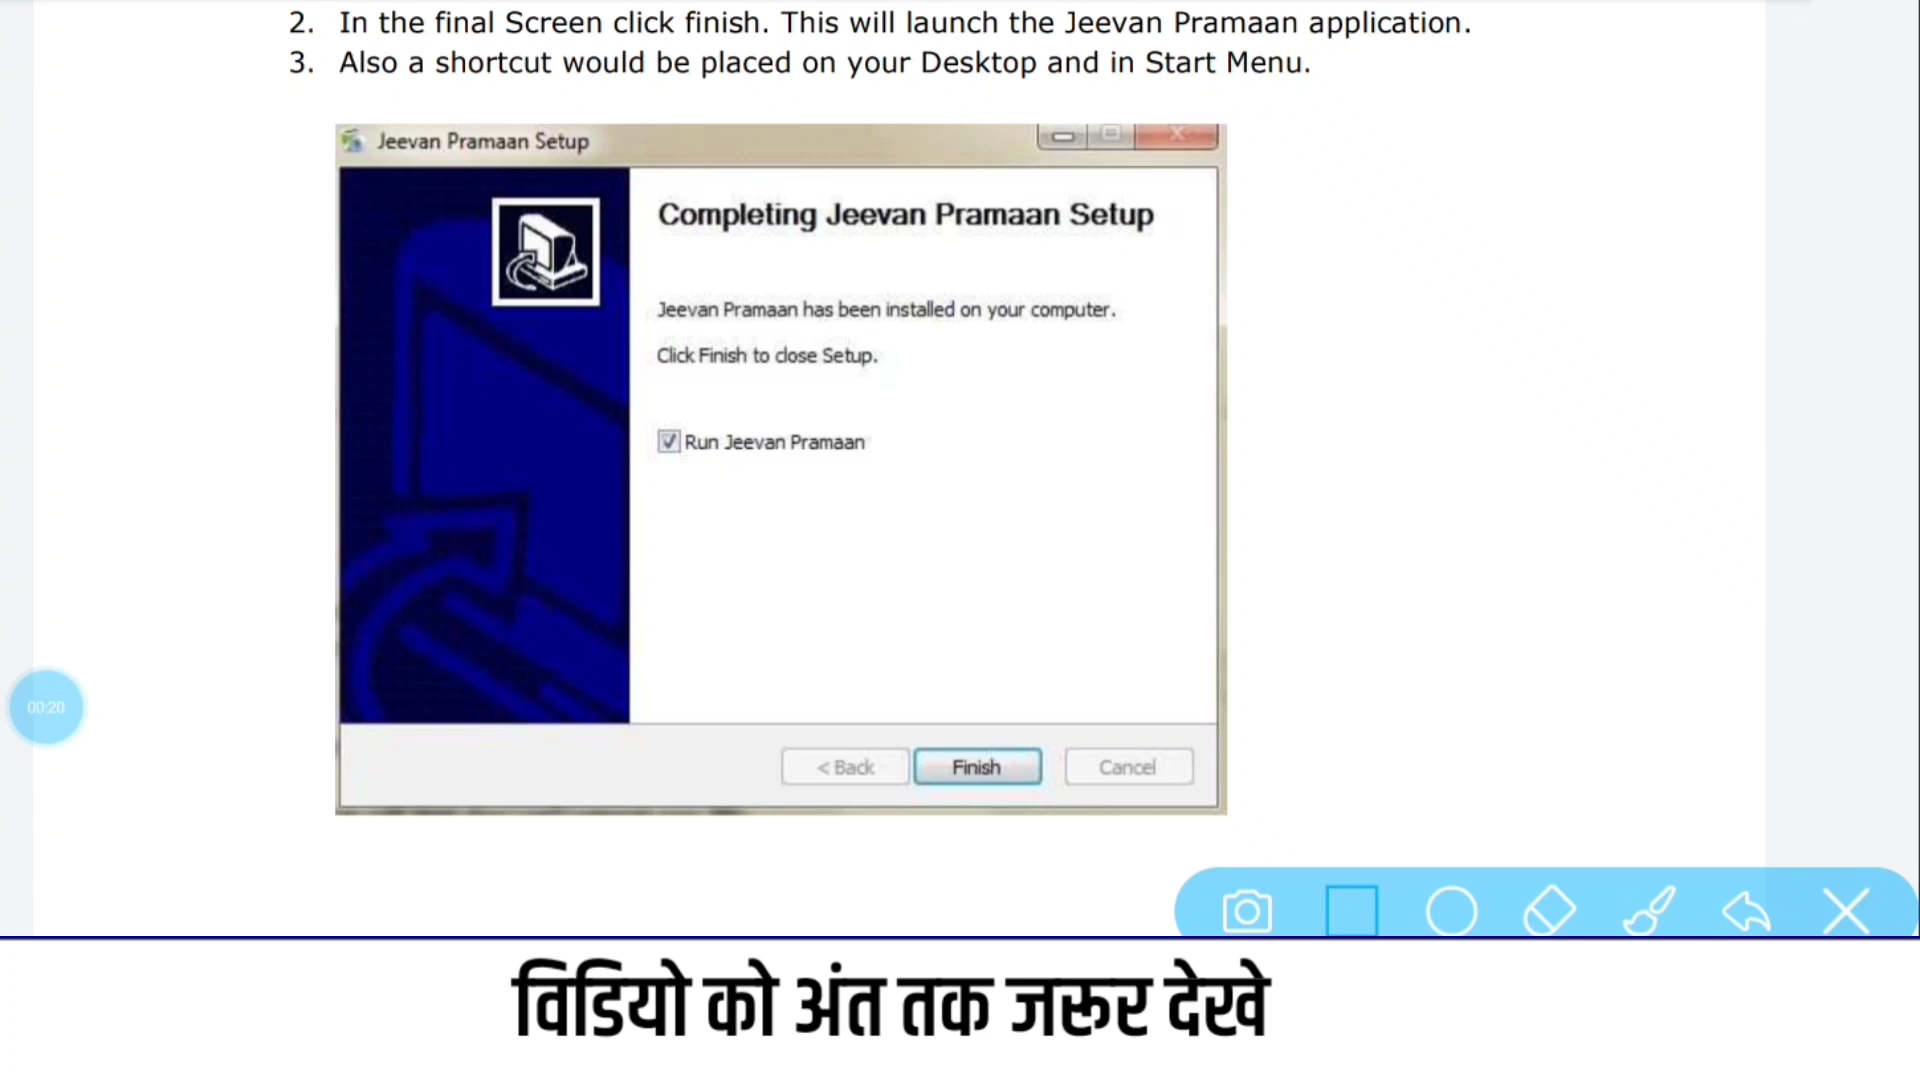 2. In the final Screen click finish. This will launch the Jeevan Pramaan application.
3. Also a shortcut would be placed on your Desktop and in Start Menu.
Jeevan Pramaan Setup
Completing Jeevan Pramaan Setup
Jeevan Pramaan has been installed on your computer.
Click Finish to close Setup.
Run Jeevan Pramaan
00:20
< Back Finish Cancel
विडियो को अंत तक जरूर देखे